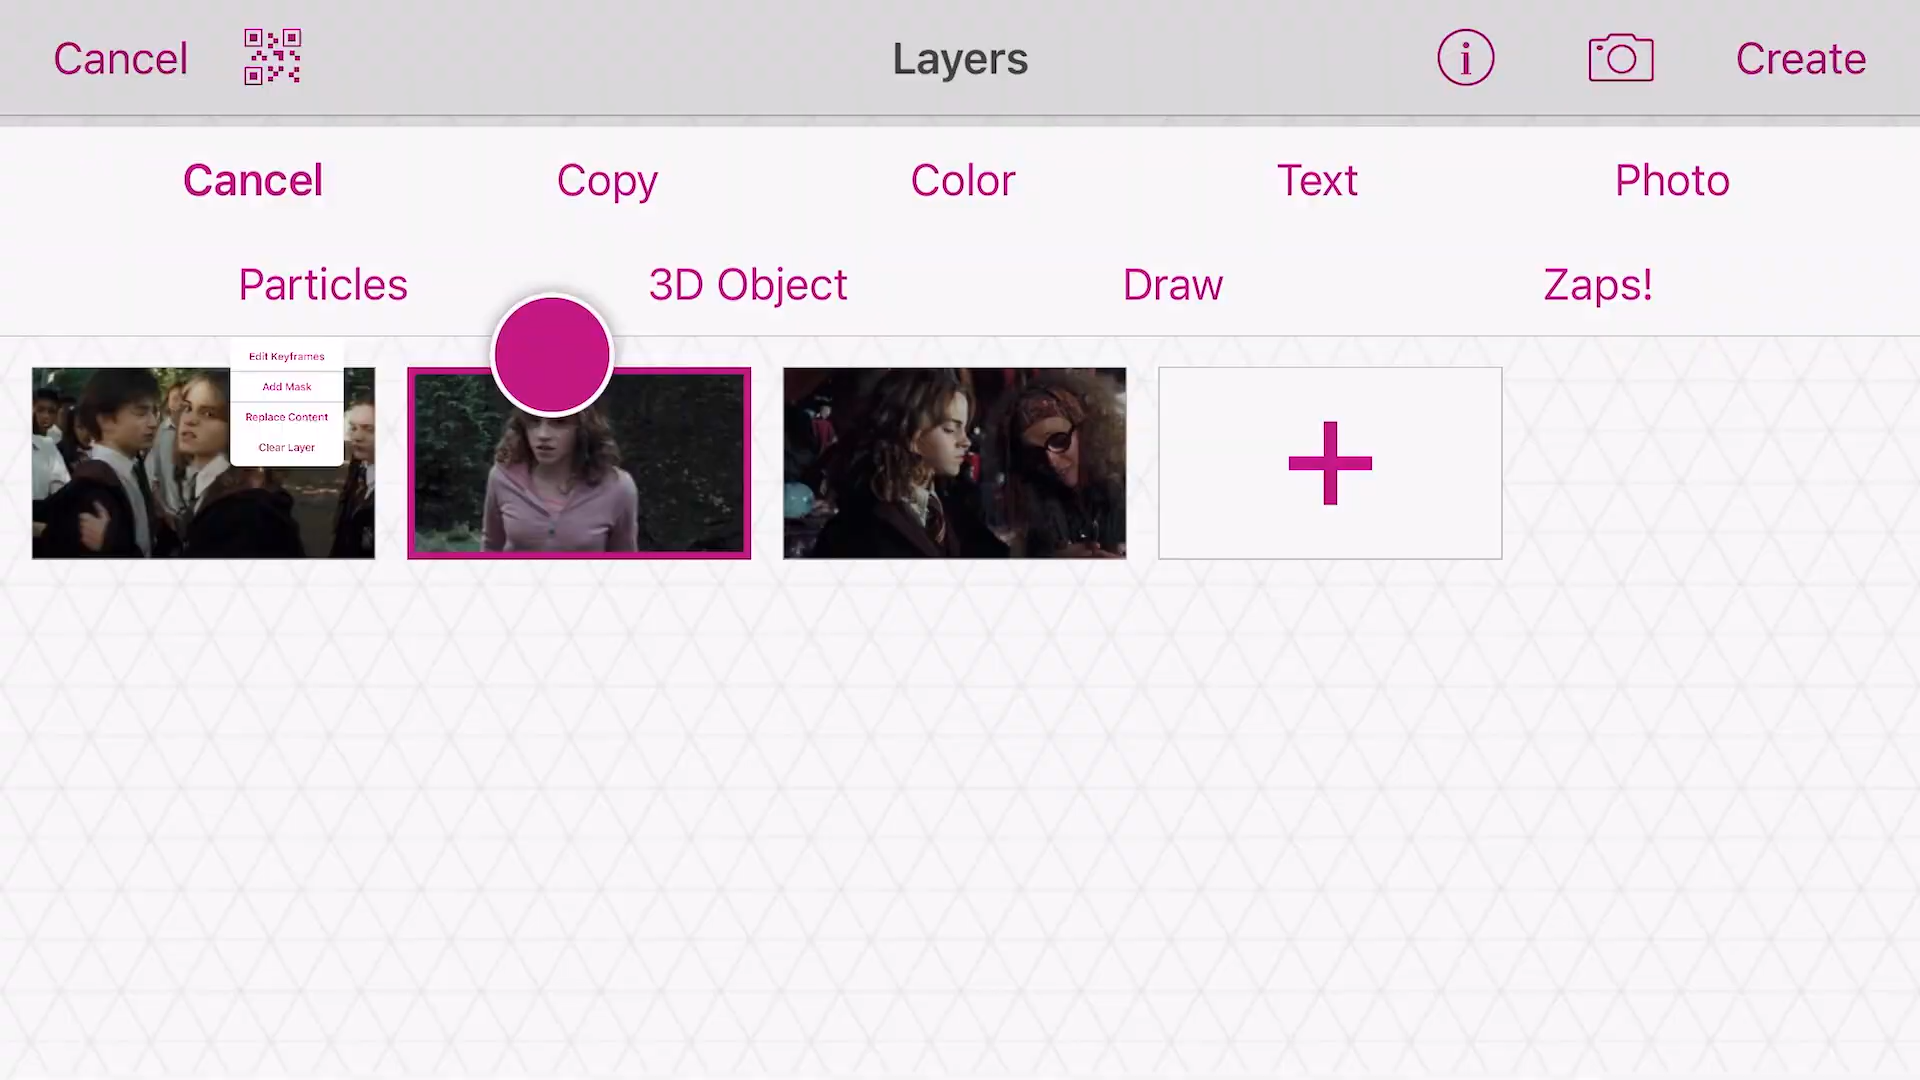 Cancel Layers Create
Cancel Copy Color Text Photo
Particles 3D Object Draw Zaps!
Edit Keyframes
Add Mask
Replace Content
Clear Layer